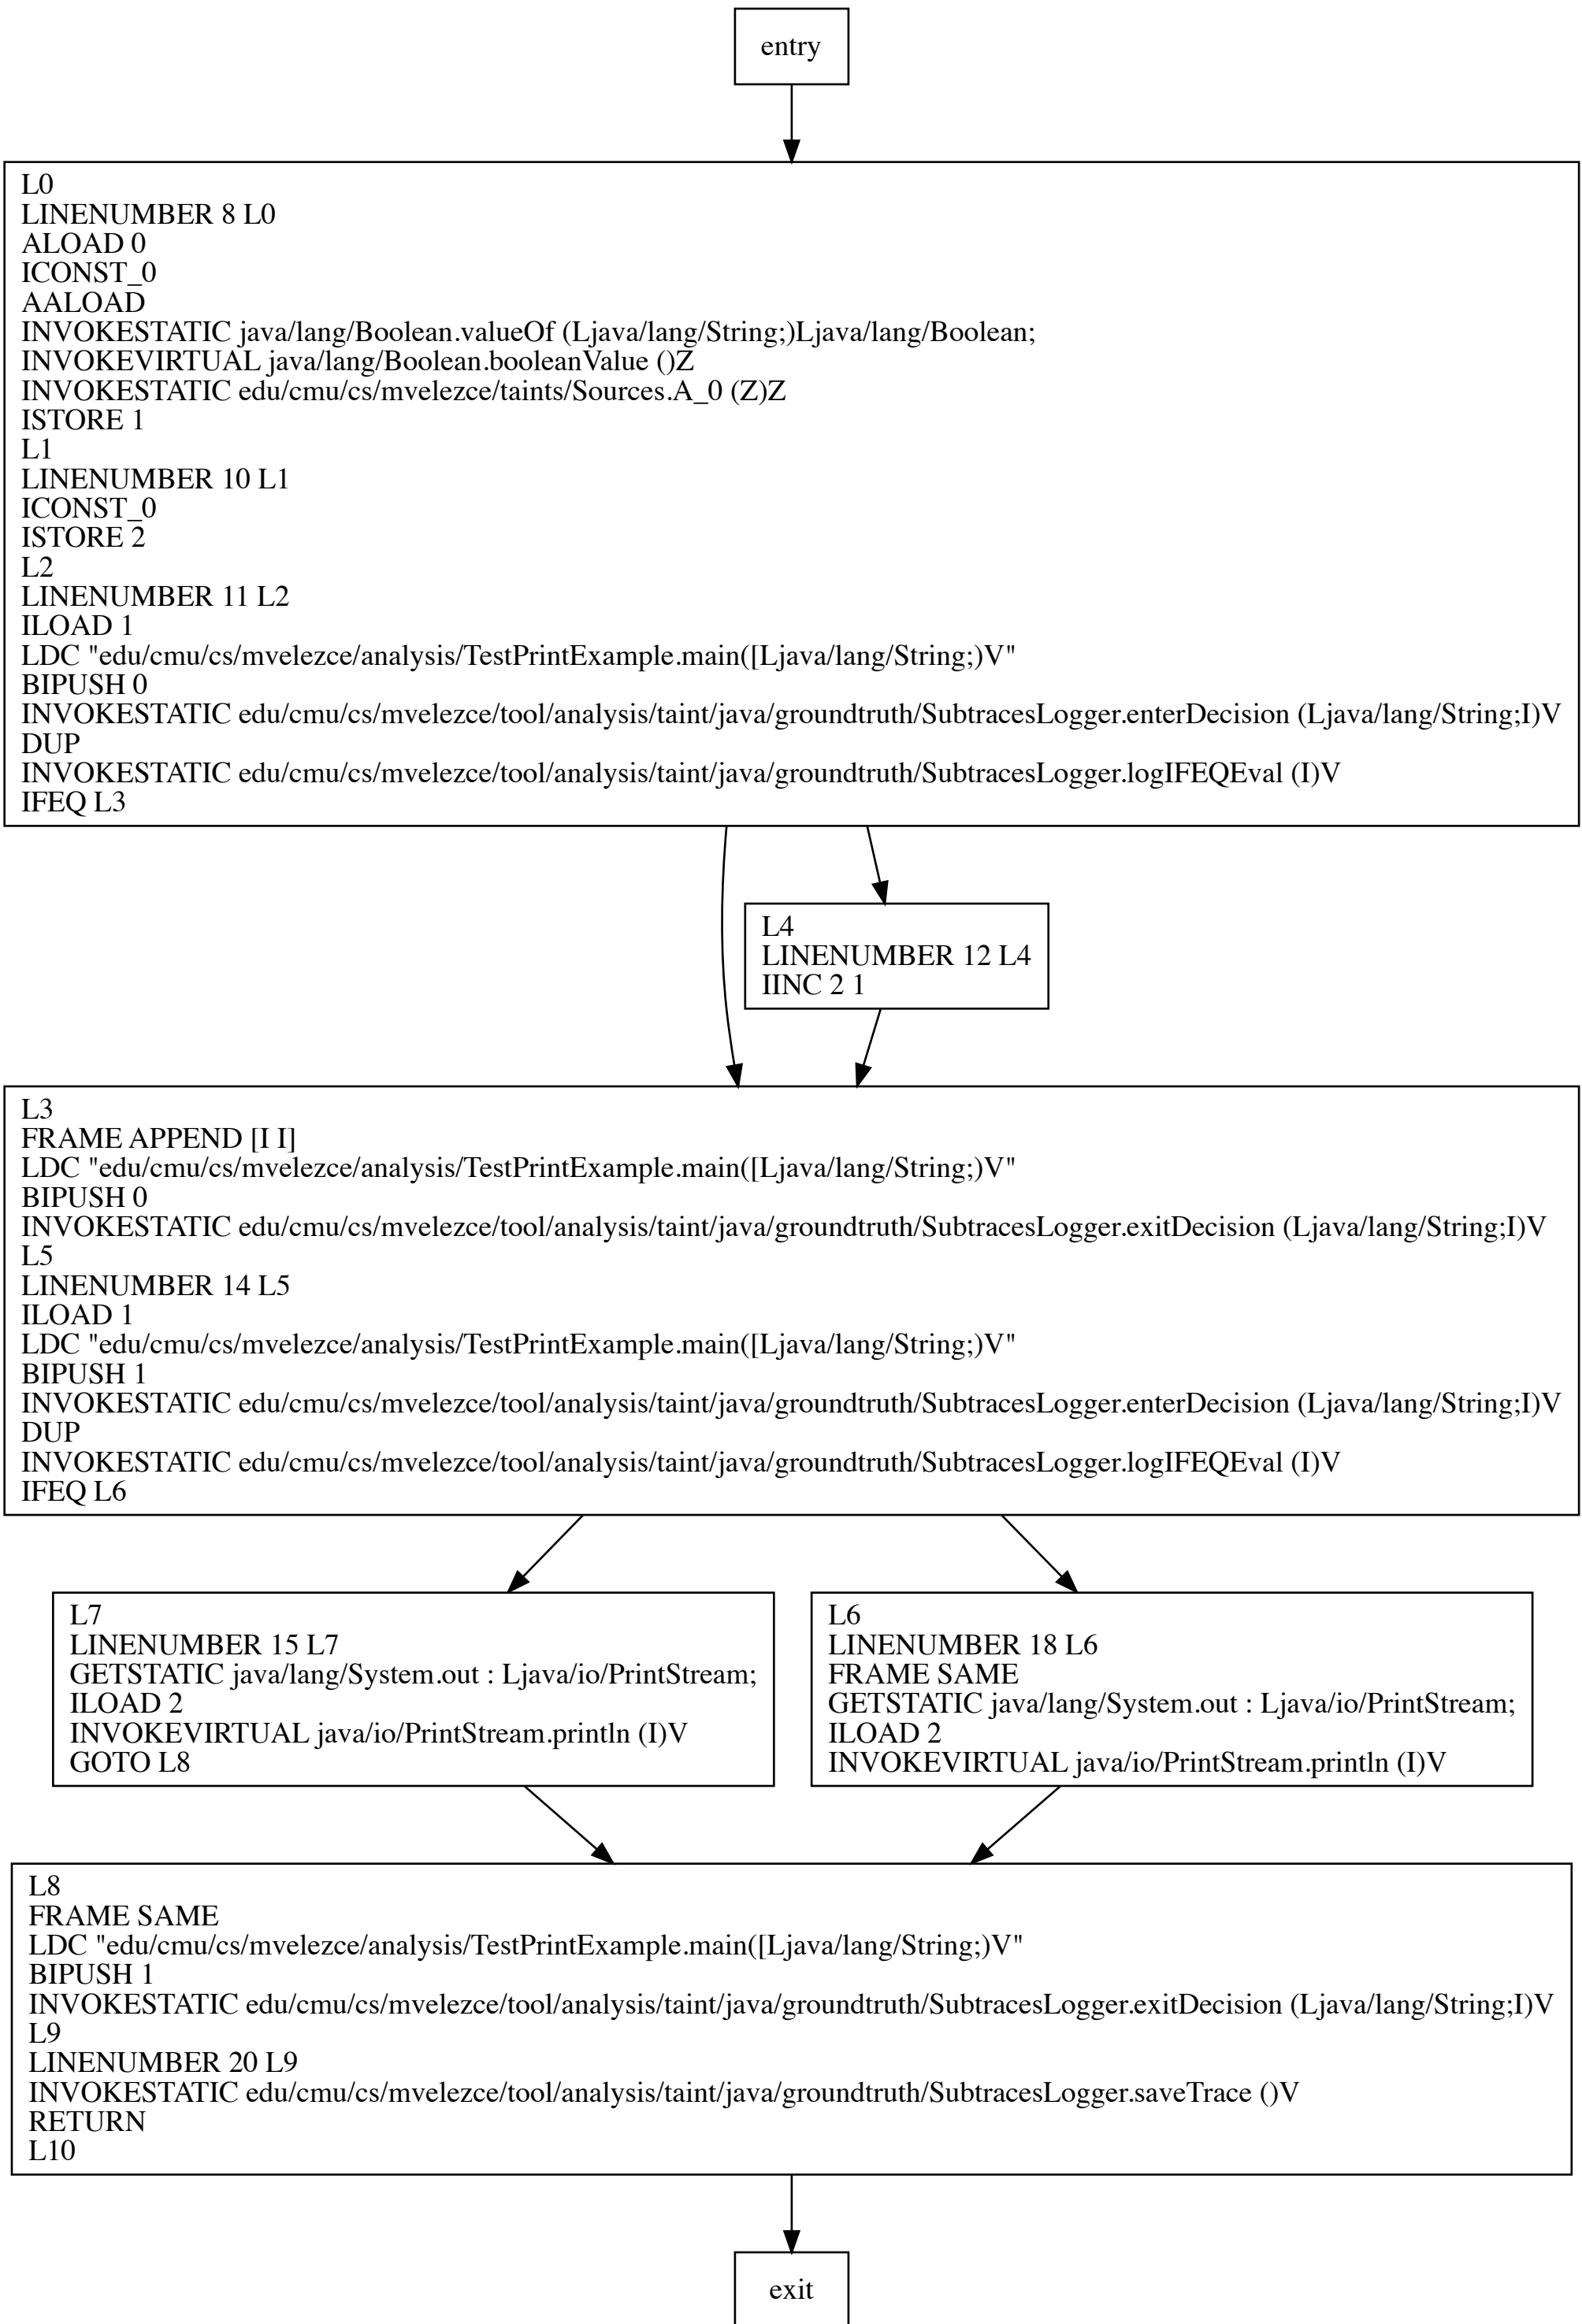 entry
L0
LINENUMBER 8 L0
ALOAD 0
ICONST_0
AALOAD
INVOKESTATIC java/lang/Boolean.valueOf (Ljava/lang/String;)Ljava/lang/Boolean;
INVOKEVIRTUAL java/lang/Boolean.booleanValue ()Z
INVOKESTATIC edu/cmu/cs/mvelezce/taints/Sources.A_0 (Z)Z
ISTORE 1
L1
LINENUMBER 10 L1
ICONST_0
ISTORE 2
L2
LINENUMBER 11 L2
ILOAD 1
LDC "edu/cmu/cs/mvelezce/analysis/TestPrintExample.main([Ljava/lang/String;)V"
BIPUSH 0
INVOKESTATIC edu/cmu/cs/mvelezce/tool/analysis/taint/java/groundtruth/SubtracesLogger.enterDecision (Ljava/lang/String;I)V
DUP
INVOKESTATIC edu/cmu/cs/mvelezce/tool/analysis/taint/java/groundtruth/SubtracesLogger.logIFEQEval (I)V
IFEQ L3
L4
LINENUMBER 12 L4
IINC 2 1
L3
FRAME APPEND [I I]
LDC "edu/cmu/cs/mvelezce/analysis/TestPrintExample.main([Ljava/lang/String;)V"
BIPUSH 0
INVOKESTATIC edu/cmu/cs/mvelezce/tool/analysis/taint/java/groundtruth/SubtracesLogger.exitDecision (Ljava/lang/String;I)V
L5
LINENUMBER 14 L5
ILOAD 1
LDC "edu/cmu/cs/mvelezce/analysis/TestPrintExample.main([Ljava/lang/String;)V"
BIPUSH 1
INVOKESTATIC edu/cmu/cs/mvelezce/tool/analysis/taint/java/groundtruth/SubtracesLogger.enterDecision (Ljava/lang/String;I)V
DUP
INVOKESTATIC edu/cmu/cs/mvelezce/tool/analysis/taint/java/groundtruth/SubtracesLogger.logIFEQEval (I)V
IFEQ L6
L7
LINENUMBER 15 L7
GETSTATIC java/lang/System.out : Ljava/io/PrintStream;
ILOAD 2
INVOKEVIRTUAL java/io/PrintStream.println (I)V
GOTO L8
L6
LINENUMBER 18 L6
FRAME SAME
GETSTATIC java/lang/System.out : Ljava/io/PrintStream;
ILOAD 2
INVOKEVIRTUAL java/io/PrintStream.println (I)V
L8
FRAME SAME
LDC "edu/cmu/cs/mvelezce/analysis/TestPrintExample.main([Ljava/lang/String;)V"
BIPUSH 1
INVOKESTATIC edu/cmu/cs/mvelezce/tool/analysis/taint/java/groundtruth/SubtracesLogger.exitDecision (Ljava/lang/String;I)V
L9
LINENUMBER 20 L9
INVOKESTATIC edu/cmu/cs/mvelezce/tool/analysis/taint/java/groundtruth/SubtracesLogger.saveTrace ()V
RETURN
L10
exit